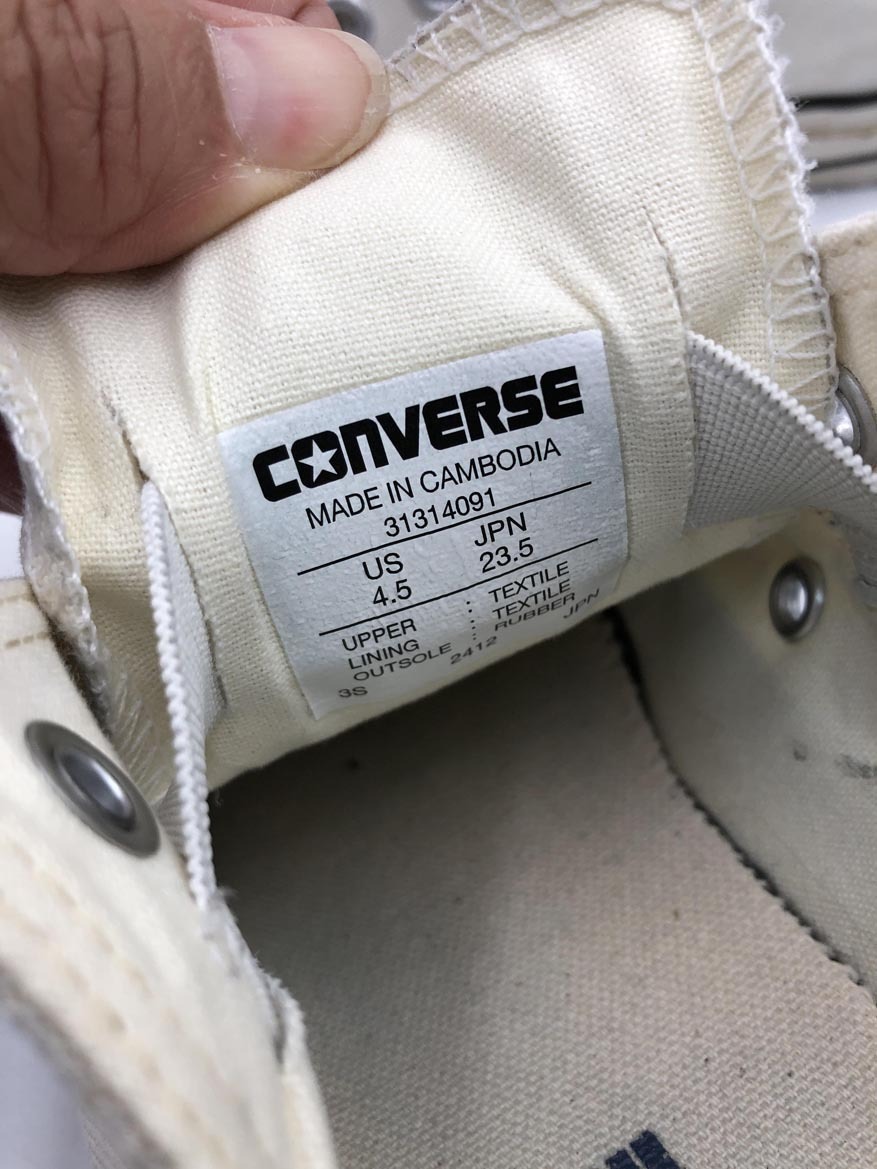 CONVERSE
MADE IN CAMBODIA
31314091
US JPN
4.5 23.5
UPPER : TEXTILE
LINING : TEXTILE
OUTSOLE : RUBBER
3S 2412 JPN